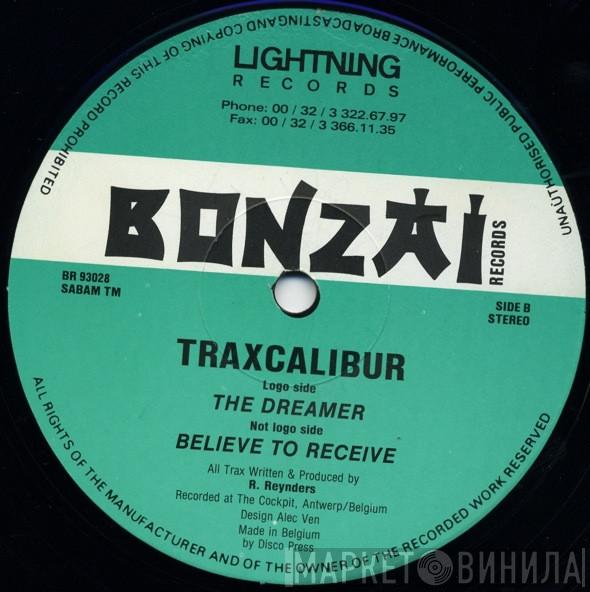 UNAUTHORISED PUBLIC PERFORMANCE BROADCASTING AND COPYING OF THIS RECORD PROHIBITED
LIGHTNING
RECORDS
Phone: 00 / 32 / 3 322.67.97
Fax: 00 / 32 / 3 366.11.35
BONZAI
RECORDS
BR 93028
SABAM TM
SIDE B
STEREO
TRAXCALIBUR
Logo side
THE DREAMER
Not logo side
BELIEVE TO RECEIVE
All Trax Written & Produced by
R. Reynders
Recorded at The Cockpit, Antwerp/Belgium
Design Alec Ven
Made in Belgium
by Disco Press
ALL RIGHTS OF THE MANUFACTURER AND OF THE OWNER OF THE RECORDED WORK RESERVED
МАРКЕТ ВИНИЛА